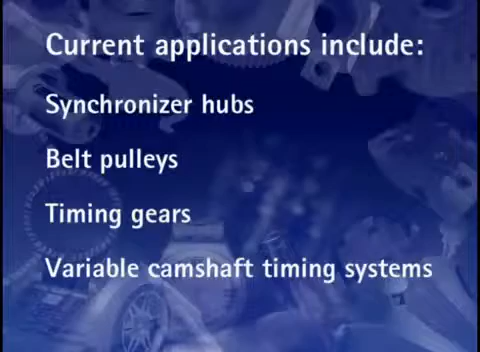 Current applications include:
Synchronizer hubs
Belt pulleys
Timing gears
Variable camshaft timing systems